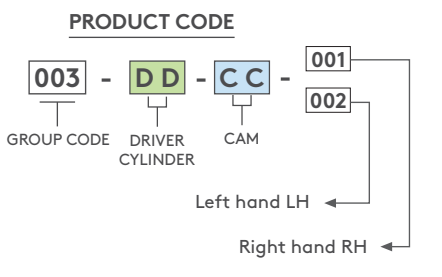 PRODUCT CODE
003 - DD - CC - 001
002
GROUP CODE DRIVER CYLINDER CAM
Left hand LH
Right hand RH